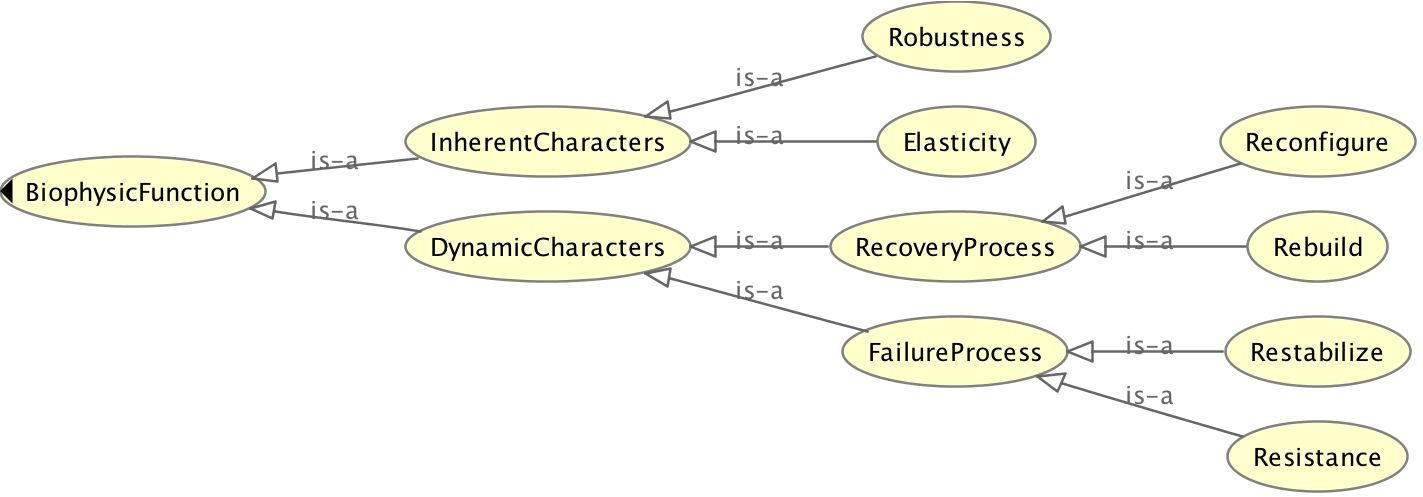 Robustness
is-a
InherentCharacters
is-a
Elasticity
Reconfigure
is-a
BiophysicFunction
is-a
is-a
DynamicCharacters
is-a
RecoveryProcess
is-a
Rebuild
is-a
FailureProcess
is-a
Restabilize
is-a
Resistance